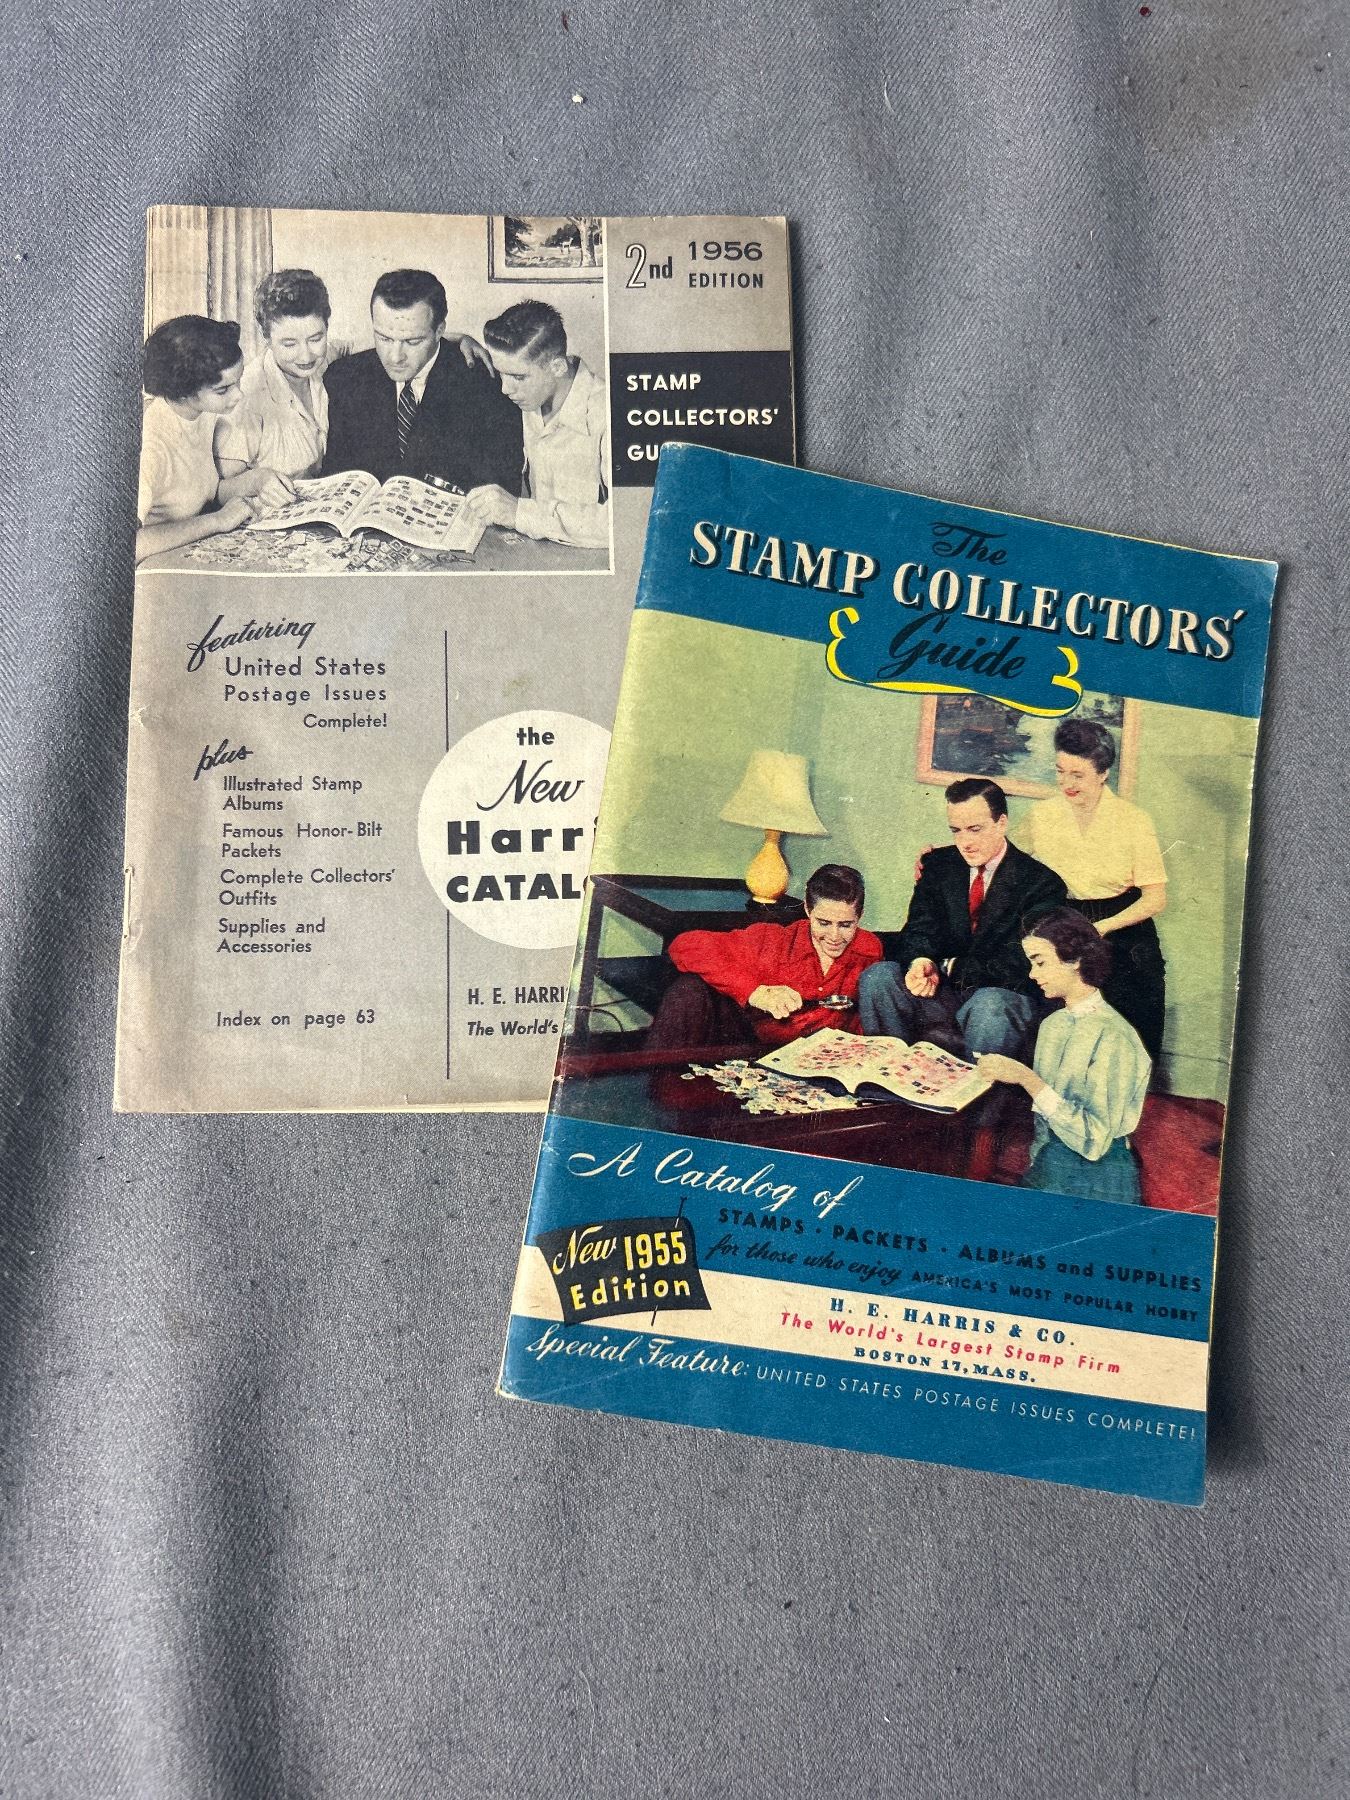 2nd 1956
EDITION
STAMP
COLLECTORS'
featuring
United States
Postage Issues
Complete!
plus
Illustrated Stamp
Albums
Famous Honor-Bilt
Packets
Complete Collectors'
Outfits
Supplies and
Accessories
Index on page 63
the
New
H. E.
The World's
The
STAMP COLLECTORS'
Guide
A Catalog of
STAMPS • PACKETS • ALBUMS and SUPPLIES
for those who enjoy AMERICA'S MOST POPULAR HOBBY
New 1955
Edition
H. E. HARRIS & CO.
The World's Largest Stamp Firm
BOSTON 17, MASS.
Special Feature: UNITED STATES POSTAGE ISSUES COMPLETE!